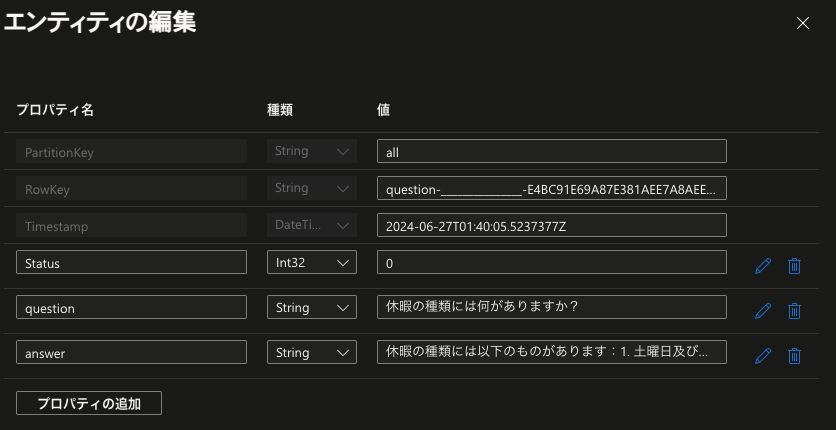 エンティティの編集
プロパティ名 種類 値
PartitionKey String all
RowKey String question-_______________-E4BC91E69A87E381AEE7A8AEE...
Timestamp DateTi... 2024-06-27T01:40:05.5237377Z
Status Int32 0
question String 休暇の種類には何がありますか？
answer String 休暇の種類には以下のものがあります：1. 土曜日及び...
プロパティの追加